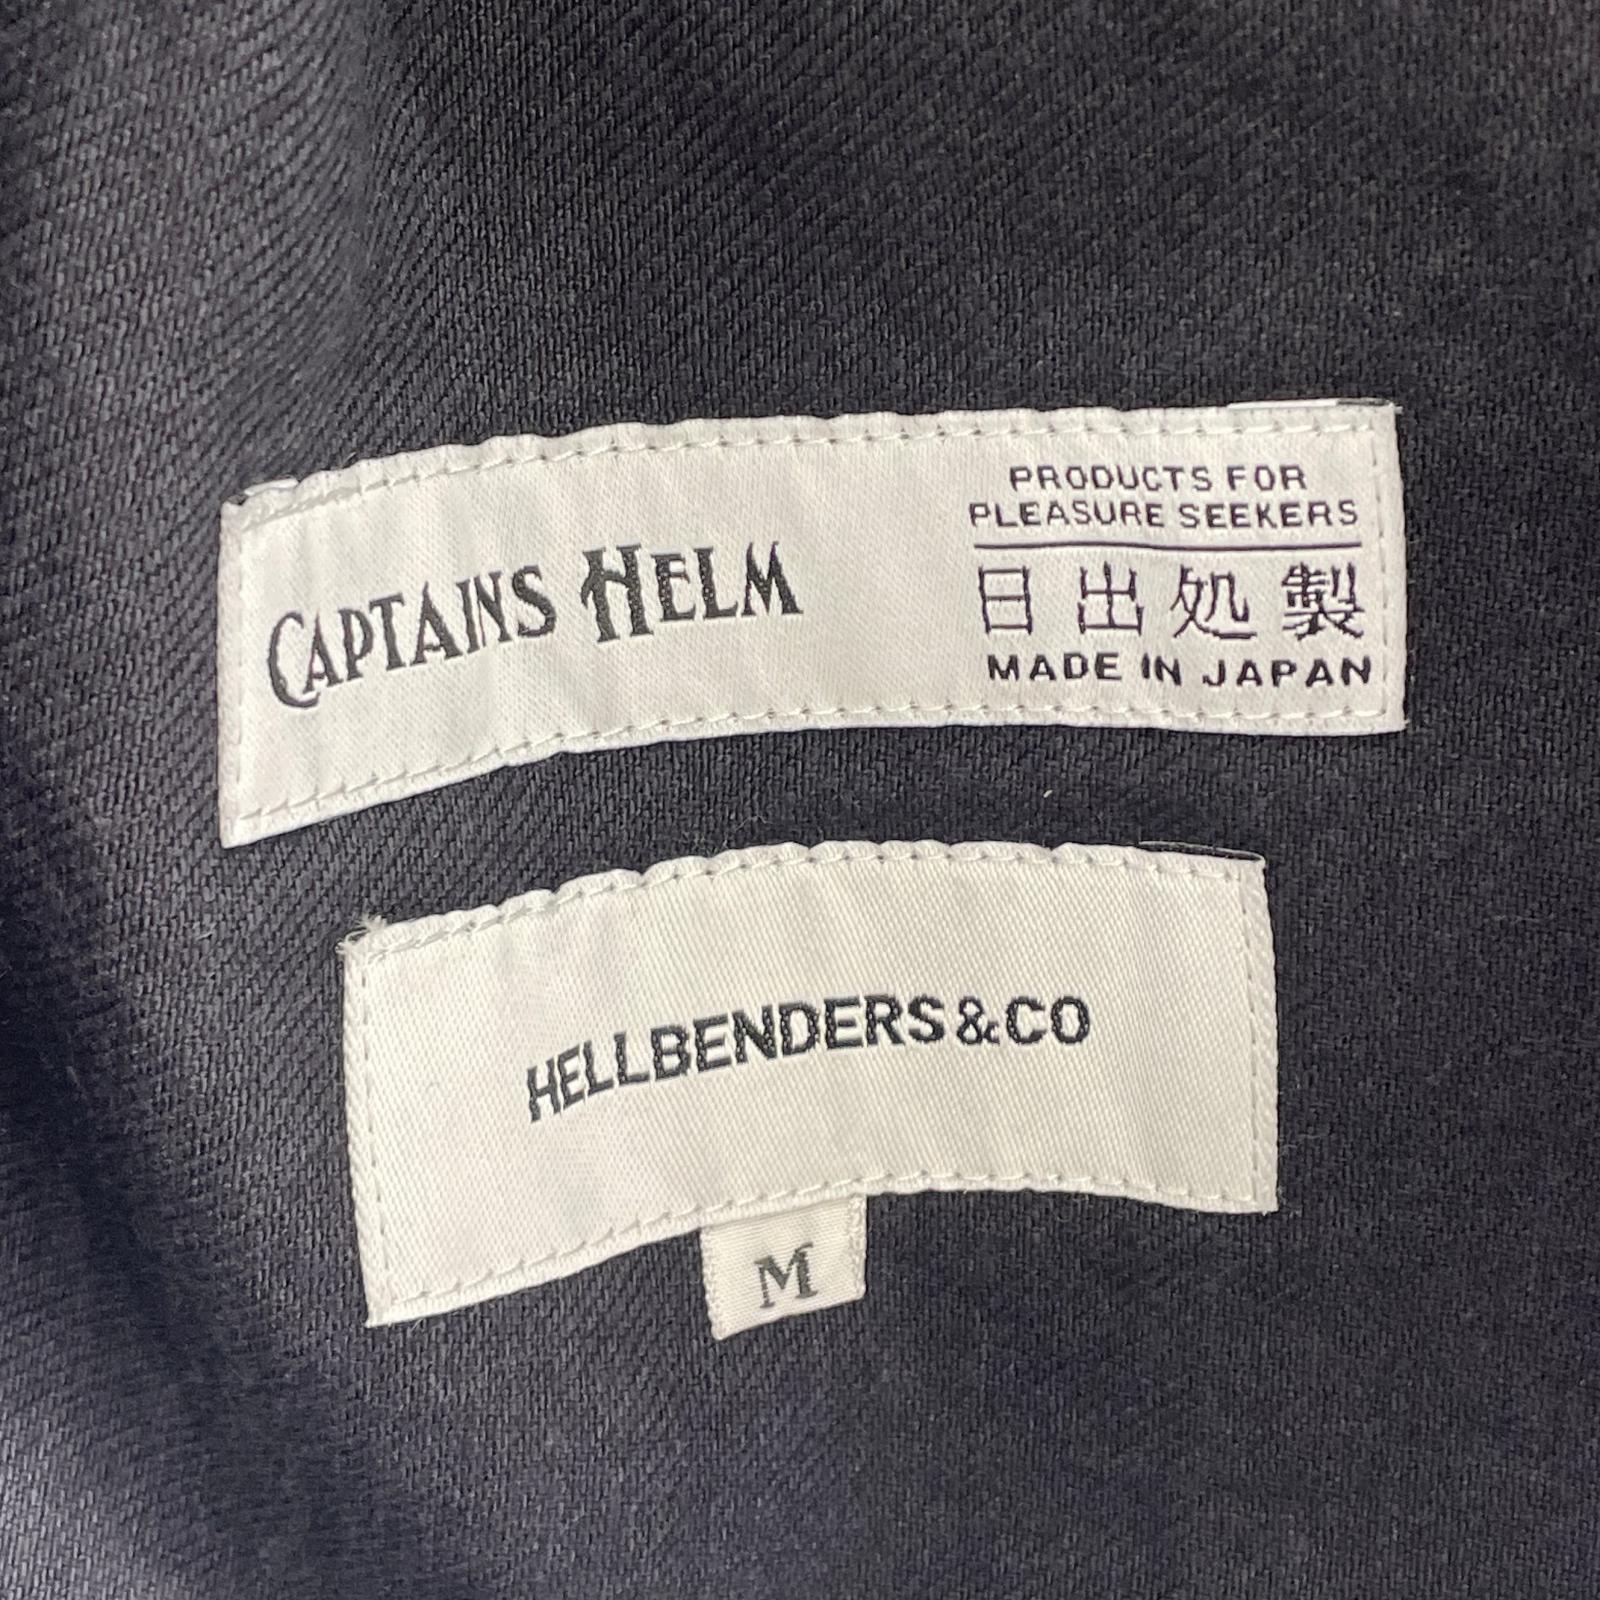 CAPTAINS HELM
PRODUCTS FOR
PLEASURE SEEKERS
日出処製
MADE IN JAPAN
HELLBENDERS & CO
M